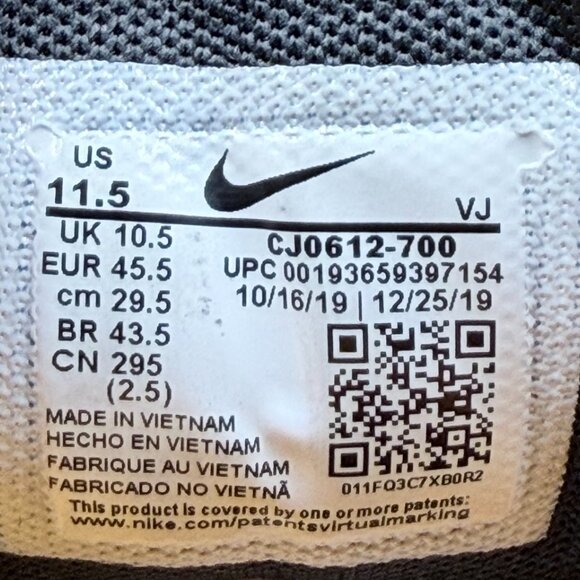 US
11.5
VJ
UK 10.5
CJ0612-700
EUR 45.5
UPC 00193659397154
cm 29.5
10/16/19 | 12/25/19
BR 43.5
CN 295
(2.5)
MADE IN VIETNAM
HECHO EN VIETNAM
FABRIQUE AU VIETNAM
FABRICADO NO VIETNÃ
011FQ3C7XB0R2
This product is covered by one or more patents:
www.nike.com/patentsvirtualmarking